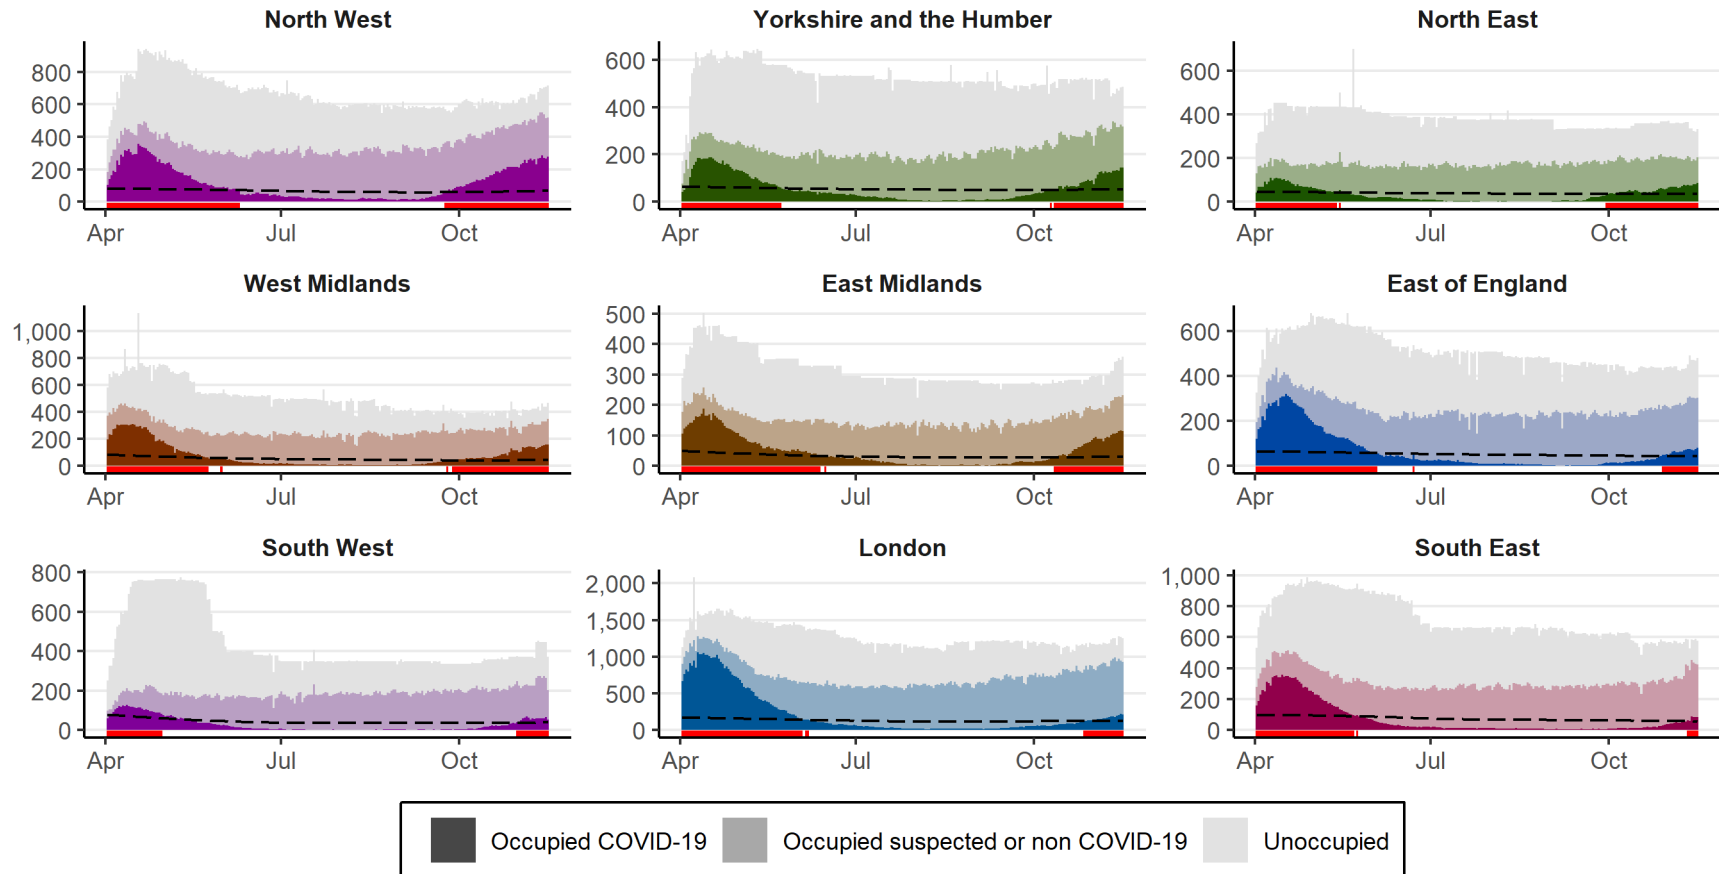 North West
Yorkshire and the Humber
North East
800
600
400
200
0
Apr
Jul
Oct
600
400
200
0
Apr
Jul
Oct
600
400
200
0
Apr
Jul
Oct
West Midlands
East Midlands
East of England
1,000
800
600
400
200
0
Apr
Jul
Oct
500
400
300
200
100
0
Apr
Jul
Oct
600
400
200
0
Apr
Jul
Oct
South West
London
South East
800
600
400
200
0
Apr
Jul
Oct
2,000
1,500
1,000
500
0
Apr
Jul
Oct
1,000
800
600
400
200
0
Apr
Jul
Oct
Occupied COVID-19
Occupied suspected or non COVID-19
Unoccupied